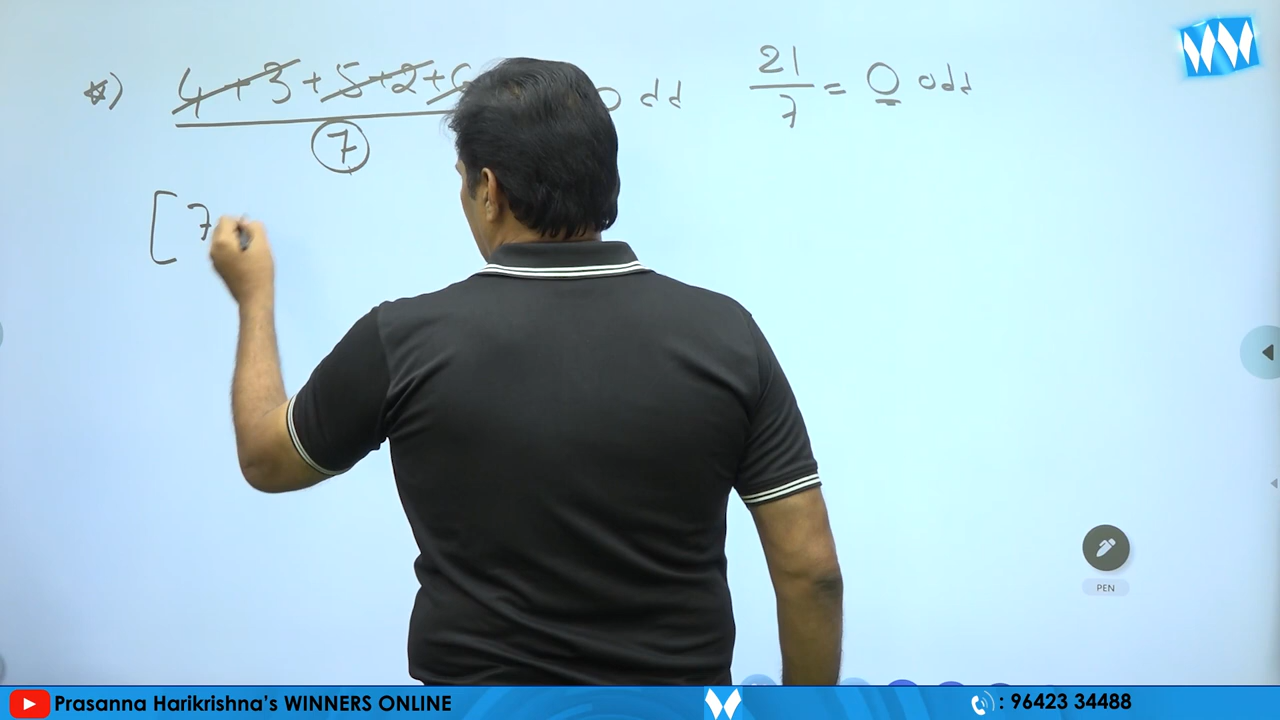 *) 4 + 3 + 5 + 2 + 6 odd 21/7 = 0 odd
7
[ 7
PEN
Prasanna Harikrishna's WINNERS ONLINE : 96423 34488